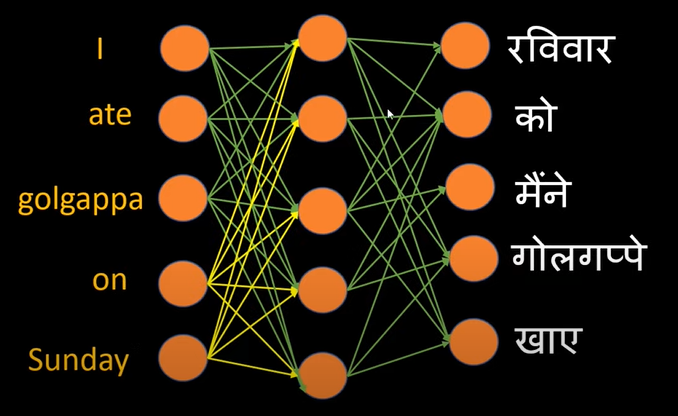 I
ate
golgappa
on
Sunday
रविवार
को
मैंने
गोलगप्पे
खाए